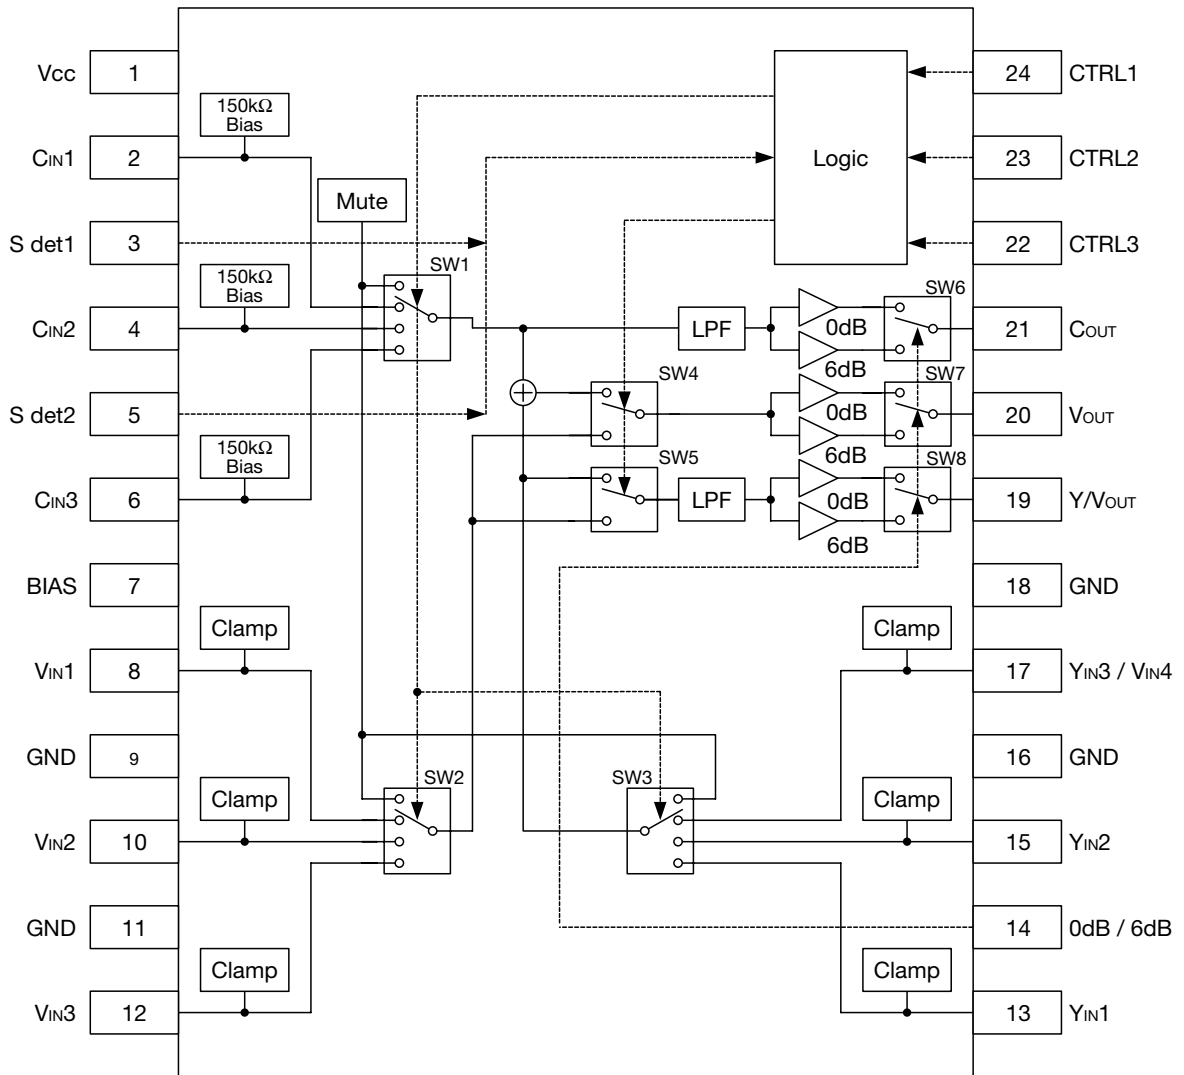 Vcc 1
CIN1 2
S det1 3
CIN2 4
S det2 5
CIN3 6
BIAS 7
VIN1 8
GND 9
VIN2 10
GND 11
VIN3 12
150kΩ
Bias
150kΩ
Bias
150kΩ
Bias
Mute
Clamp
Clamp
Clamp
SW1
SW2
SW3
SW4
SW5
Logic
LPF
LPF
0dB
6dB
0dB
6dB
0dB
6dB
SW6
SW7
SW8
Clamp
Clamp
Clamp
24 CTRL1
23 CTRL2
22 CTRL3
21 COUT
20 VOUT
19 Y/VOUT
18 GND
17 YIN3 / VIN4
16 GND
15 YIN2
14 0dB / 6dB
13 YIN1